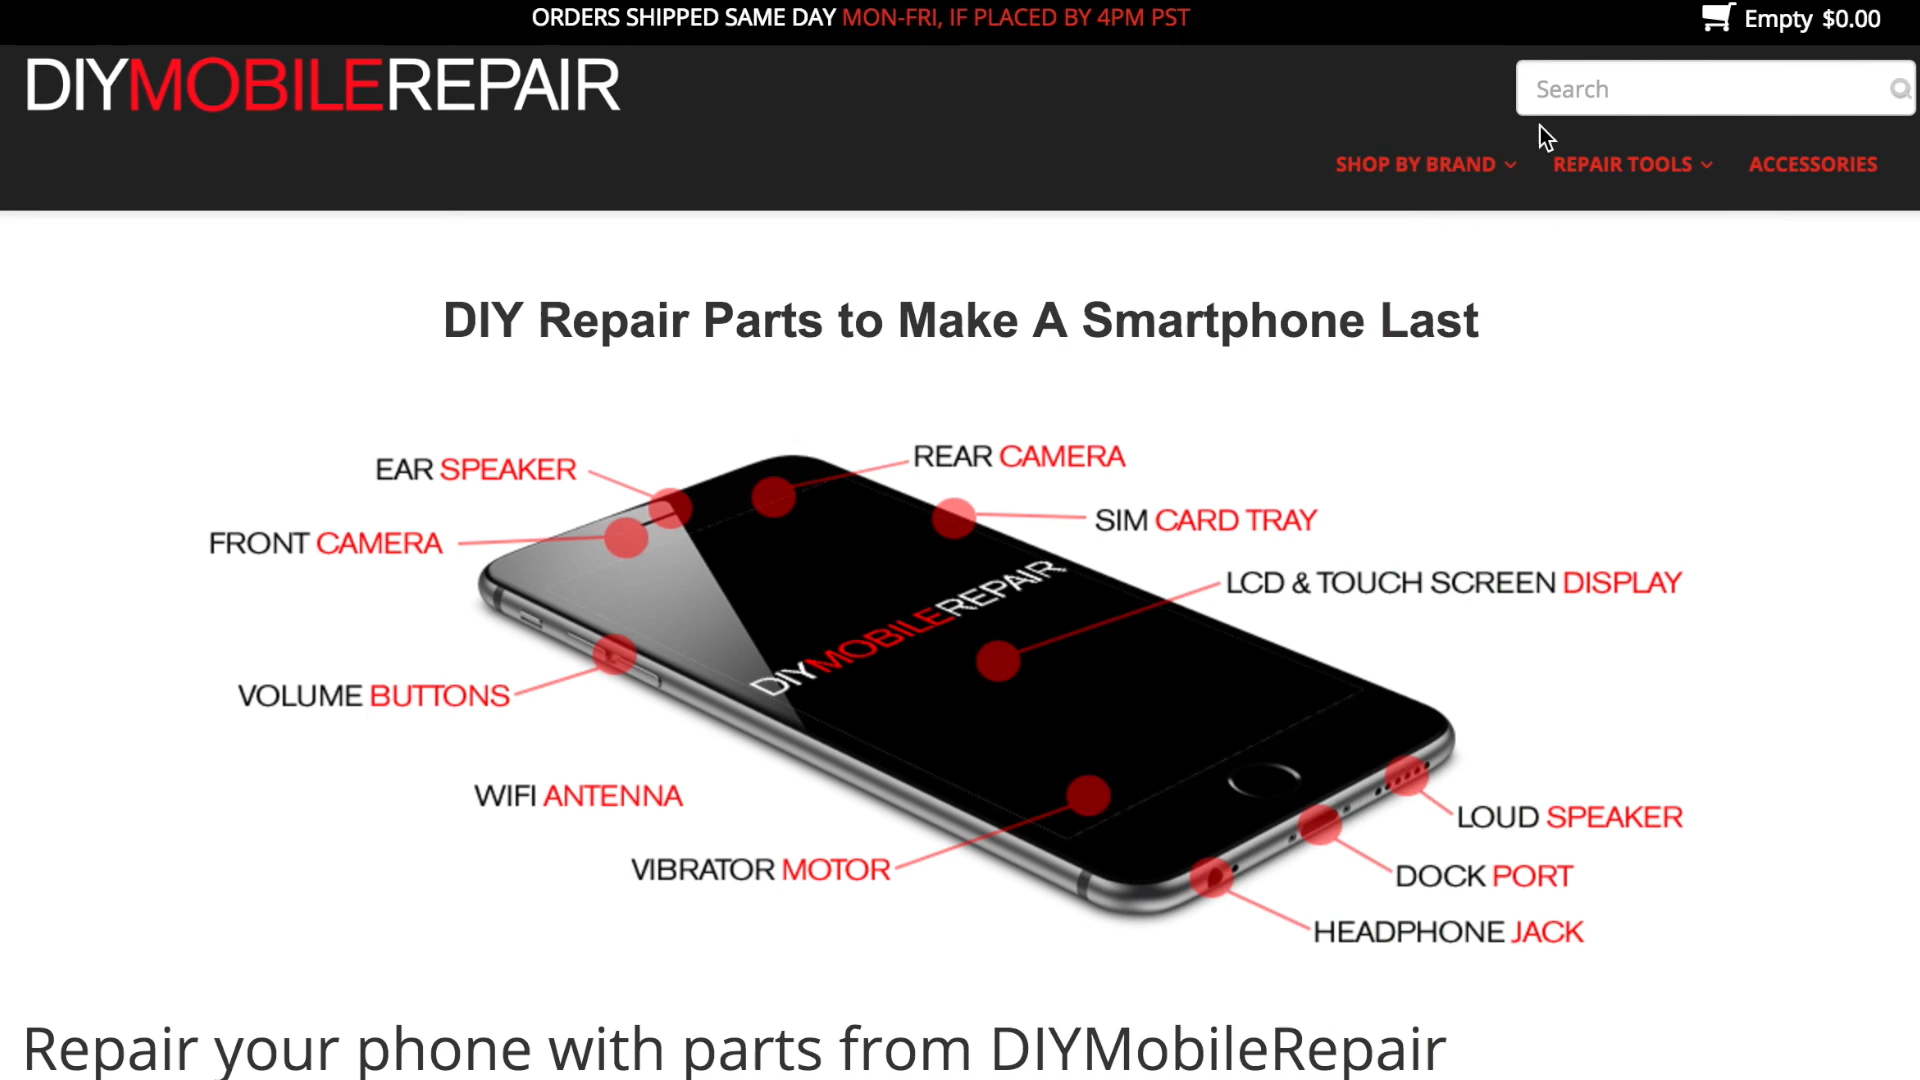 ORDERS SHIPPED SAME DAY MON-FRI, IF PLACED BY 4PM PST
Empty $0.00
DIYMOBILEREPAIR
Search
SHOP BY BRAND
REPAIR TOOLS
ACCESSORIES
DIY Repair Parts to Make A Smartphone Last
EAR SPEAKER
REAR CAMERA
FRONT CAMERA
SIM CARD TRAY
LCD & TOUCH SCREEN DISPLAY
DIYMOBILEREPAIR
VOLUME BUTTONS
WIFI ANTENNA
VIBRATOR MOTOR
LOUD SPEAKER
DOCK PORT
HEADPHONE JACK
Repair your phone with parts from DIYMobileRepair